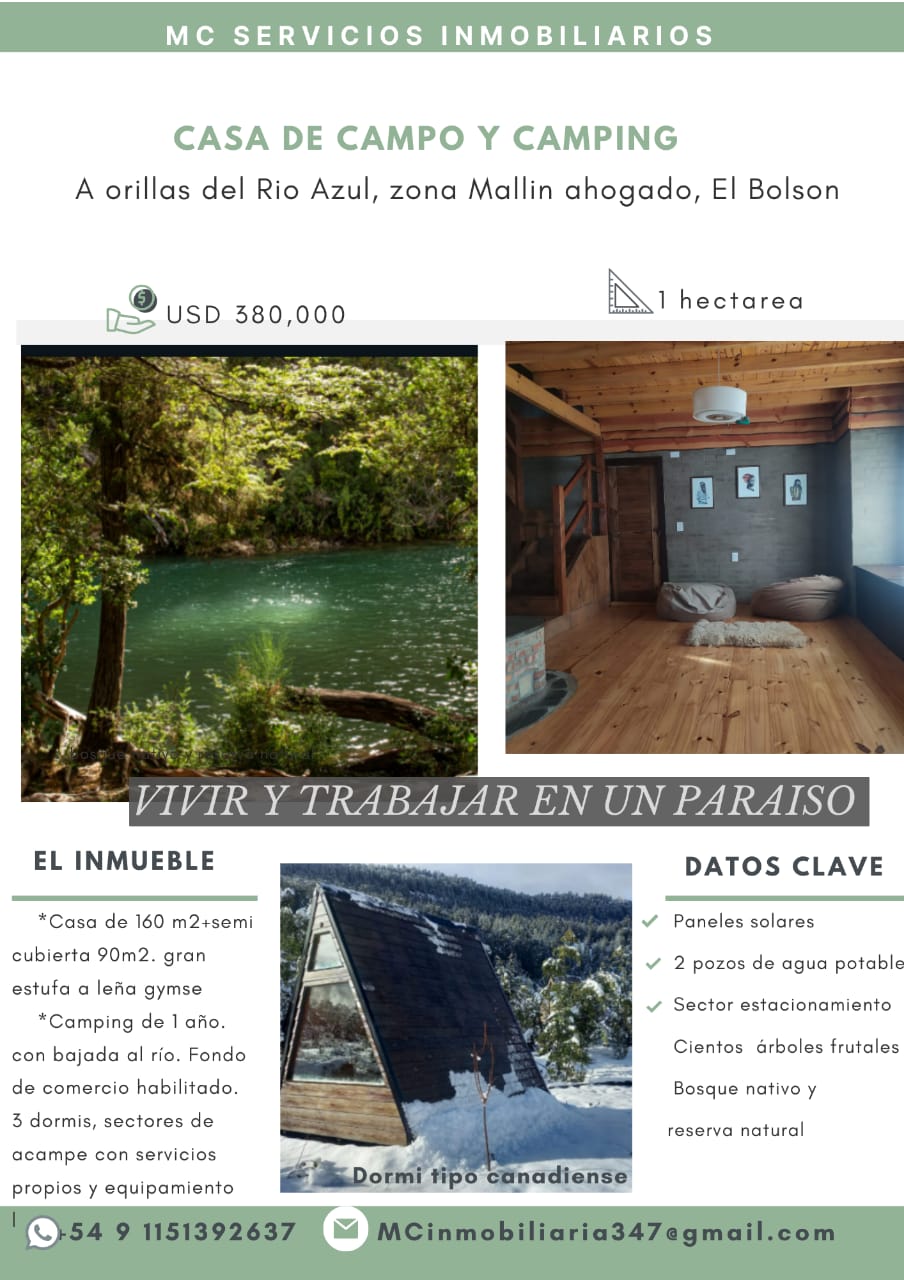 MC SERVICIOS INMOBILIARIOS
CASA DE CAMPO Y CAMPING
A orillas del Rio Azul, zona Mallin ahogado, El Bolson
USD 380,000
1 hectarea
VIVIR Y TRABAJAR EN UN PARAISO
EL INMUEBLE
*Casa de 160 m2+semi
cubierta 90m2. gran
estufa a leña gymse
*Camping de 1 año.
con bajada al río. Fondo
de comercio habilitado.
3 dormis, sectores de
acampe con servicios
propios y equipamiento
Dormi tipo canadiense
DATOS CLAVE
Paneles solares
2 pozos de agua potable
Sector estacionamiento
Cientos árboles frutales
Bosque nativo y
reserva natural
+54 9 1151392637
MCinmobiliaria347@gmail.com